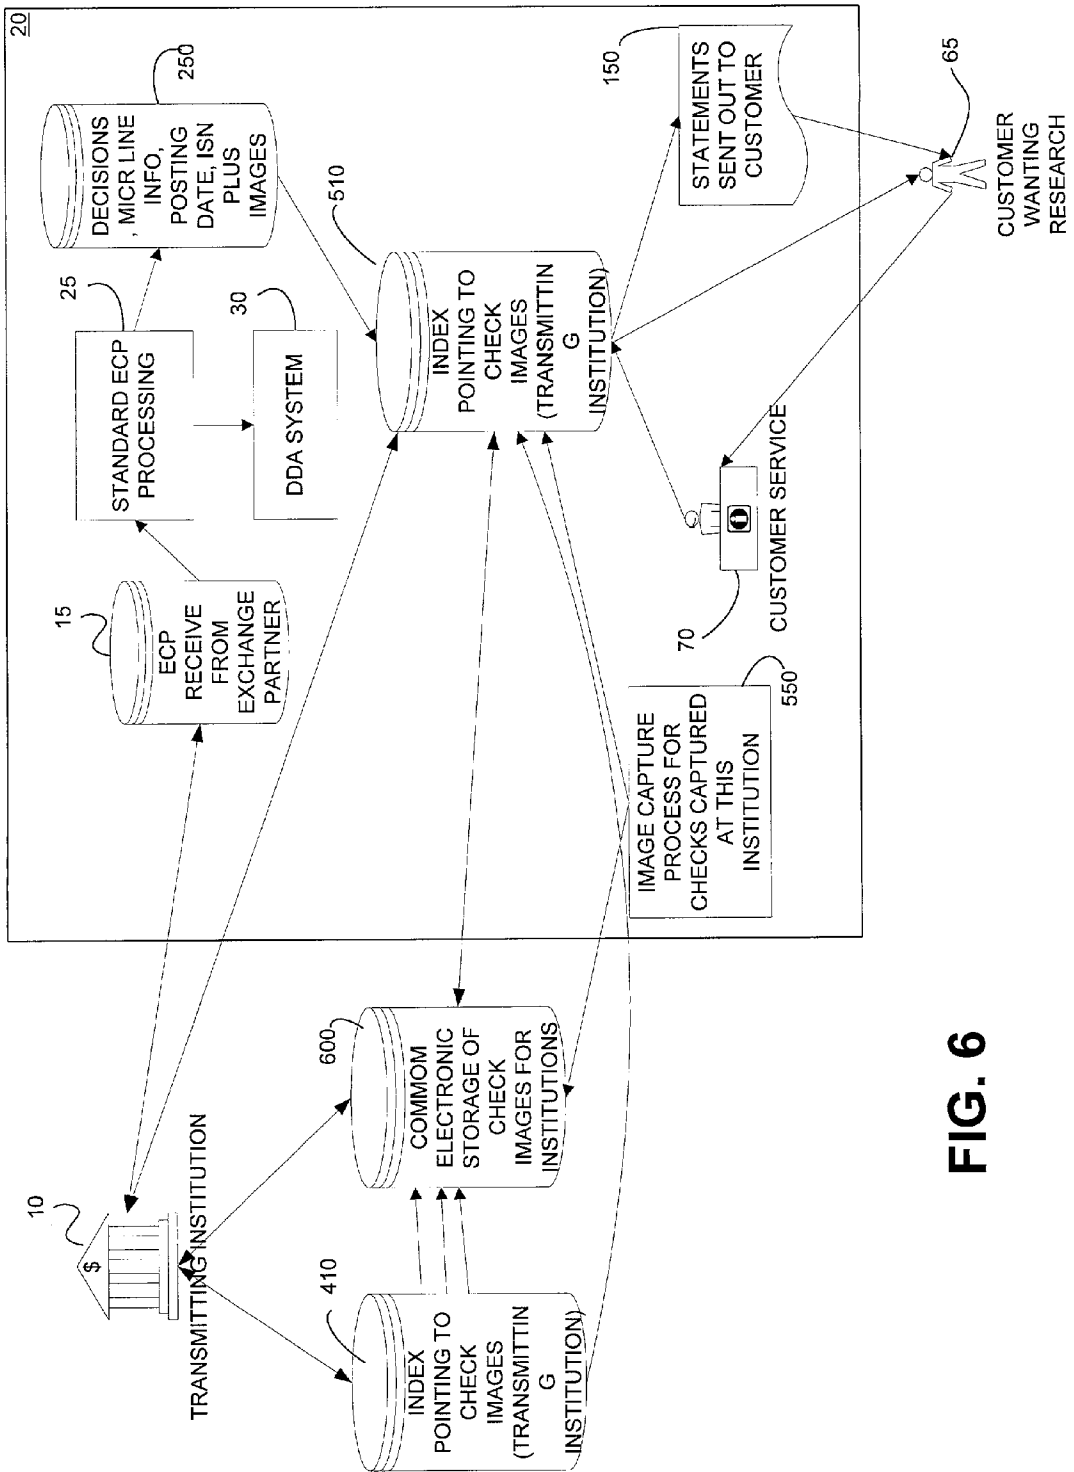 20
10
$
TRANSMITTING INSTITUTION
410
INDEX
POINTING TO
CHECK
IMAGES
(TRANSMITTIN
G
INSTITUTION)
600
COMMOM
ELECTRONIC
STORAGE OF
CHECK
IMAGES FOR
INSTITUTIONS
15
ECP
RECEIVE
FROM
EXCHANGE
PARTNER
25
STANDARD ECP
PROCESSING
30
DDA SYSTEM
250
DECISIONS
, MICR LINE
INFO,
POSTING
DATE, ISN
PLUS
IMAGES
510
INDEX
POINTING TO
CHECK
IMAGES
(TRANSMITTIN
G
INSTITUTION)
550
IMAGE CAPTURE
PROCESS FOR
CHECKS CAPTURED
AT THIS
INSTITUTION
70
i
CUSTOMER SERVICE
150
STATEMENTS
SENT OUT TO
CUSTOMER
65
CUSTOMER
WANTING
RESEARCH
FIG. 6